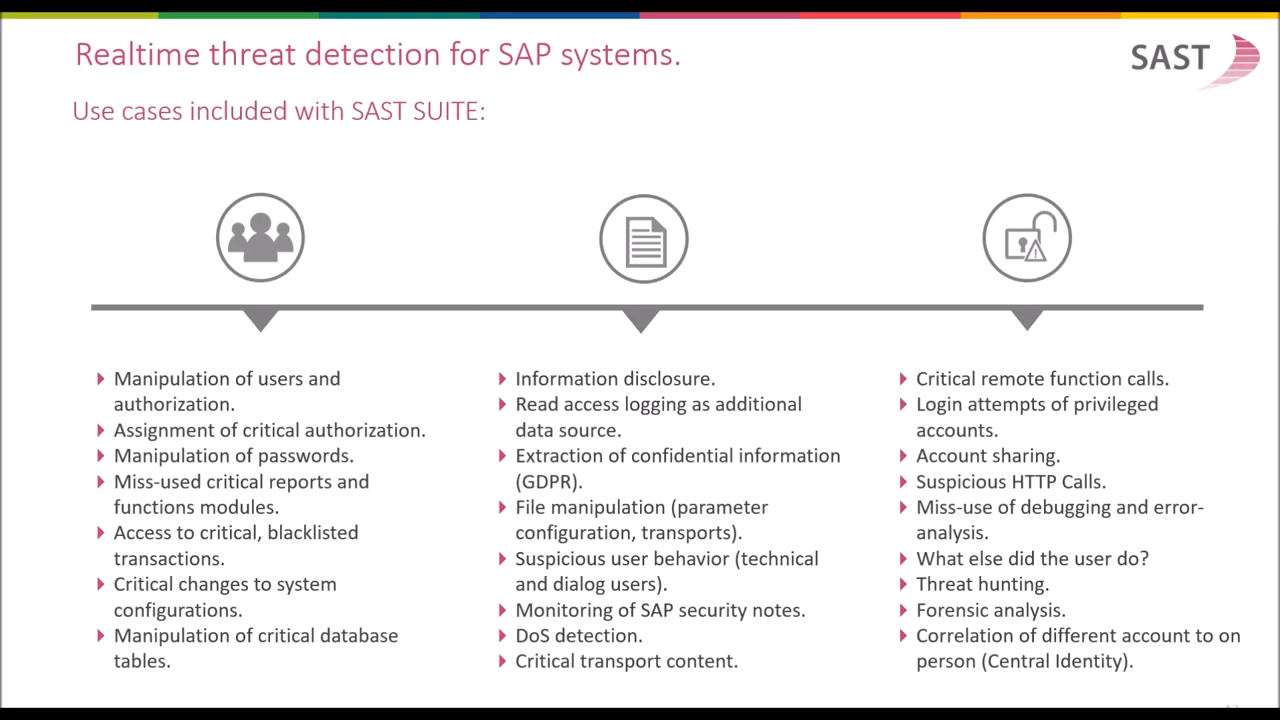 Realtime threat detection for SAP systems.
SAST
Use cases included with SAST SUITE:
Manipulation of users and
authorization.
Assignment of critical authorization.
Manipulation of passwords.
Miss-used critical reports and
functions modules.
Access to critical, blacklisted
transactions.
Critical changes to system
configurations.
Manipulation of critical database
tables.
Information disclosure.
Read access logging as additional
data source.
Extraction of confidential information
(GDPR).
File manipulation (parameter
configuration, transports).
Suspicious user behavior (technical
and dialog users).
Monitoring of SAP security notes.
DoS detection.
Critical transport content.
Critical remote function calls.
Login attempts of privileged
accounts.
Account sharing.
Suspicious HTTP Calls.
Miss-use of debugging and error-
analysis.
What else did the user do?
Threat hunting.
Forensic analysis.
Correlation of different account to on
person (Central Identity).